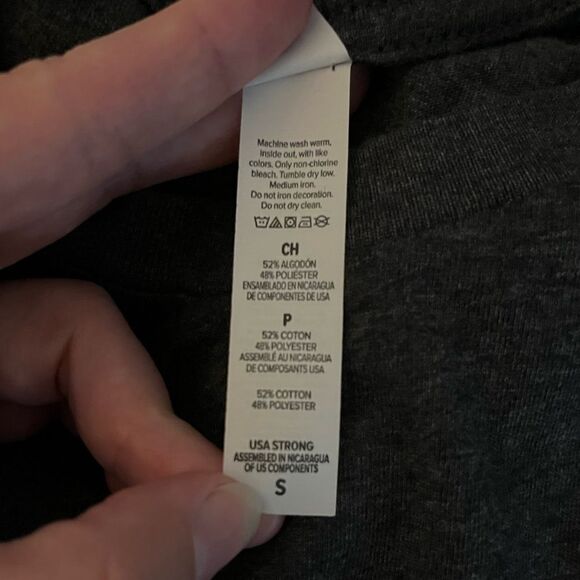 Machine wash warm,
inside out, with like
colors. Only non-chlorine
bleach. Tumble dry low.
Medium iron.
Do not iron decoration.
Do not dry clean.
CH
52% ALGODÓN
48% POLIÉSTER
ENSAMBLADO EN NICARAGUA
DE COMPONENTES DE USA
P
52% COTON
48% POLYESTER
ASSEMBLÉ AU NICARAGUA
DE COMPOSANTS USA
52% COTTON
48% POLYESTER
USA STRONG
ASSEMBLED IN NICARAGUA
OF US COMPONENTS
S